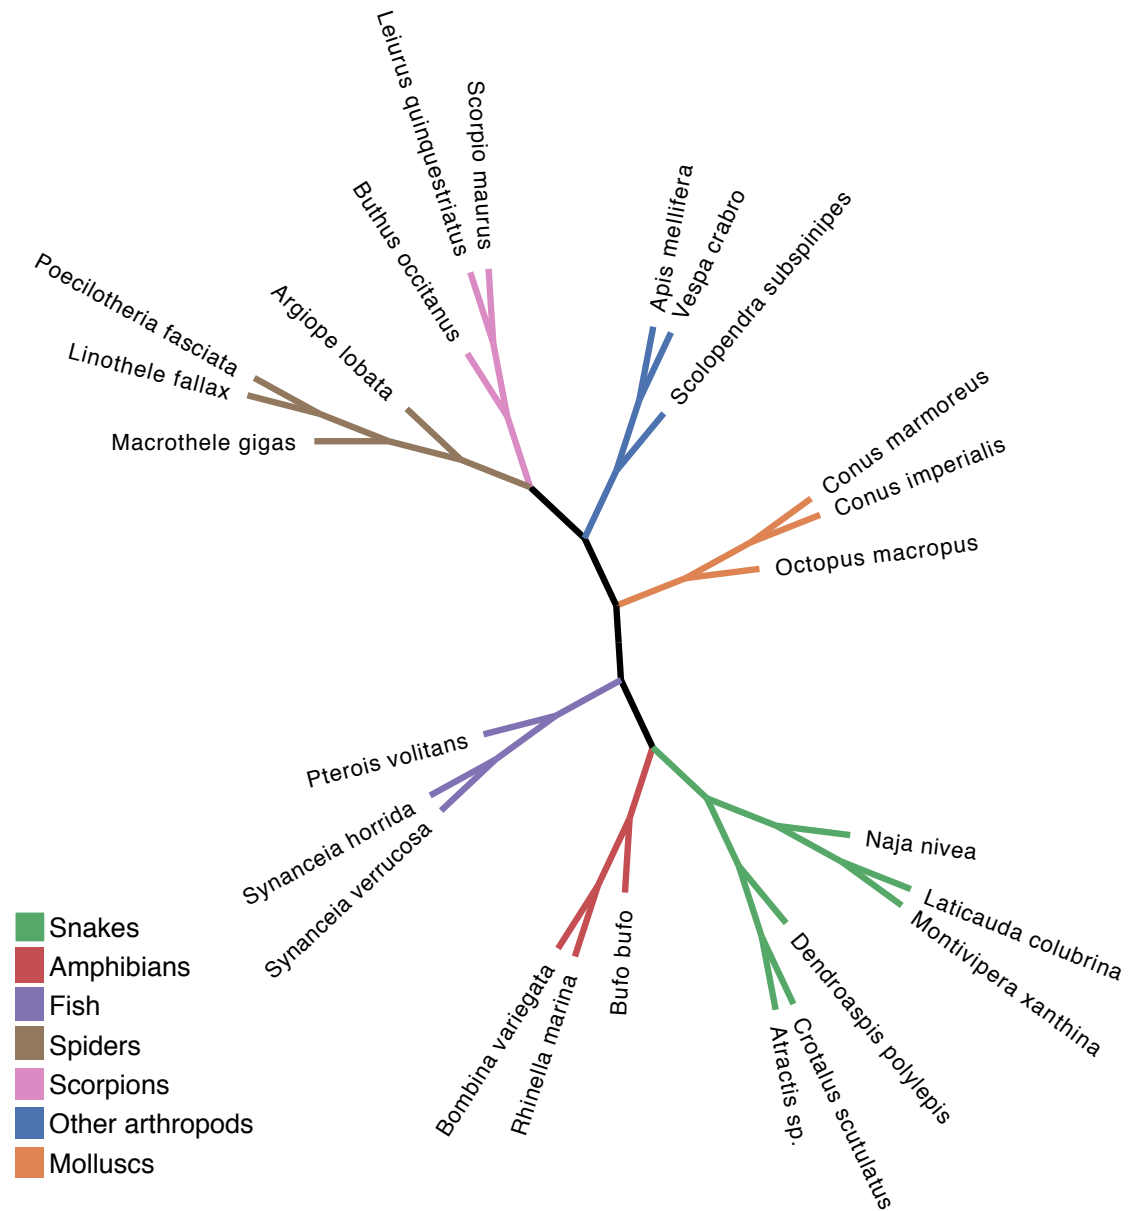 Leiurus quinquestriatus
Scorpio maurus
Buthus occitanus
Apis mellifera
Vespa crabro
Scolopendra subspinipes
Poecilotheria fasciata
Argiope lobata
Linothele fallax
Macrothele gigas
Conus marmoreus
Conus imperialis
Octopus macropus
Pterois volitans
Synanceia horrida
Synanceia verrucosa
Naja nivea
Laticauda colubrina
Montivipera xanthina
Dendroaspis polylepis
Crotalus scutulatus
Atractis sp.
Bufo bufo
Rhinella marina
Bombina variegata
Snakes
Amphibians
Fish
Spiders
Scorpions
Other arthropods
Molluscs